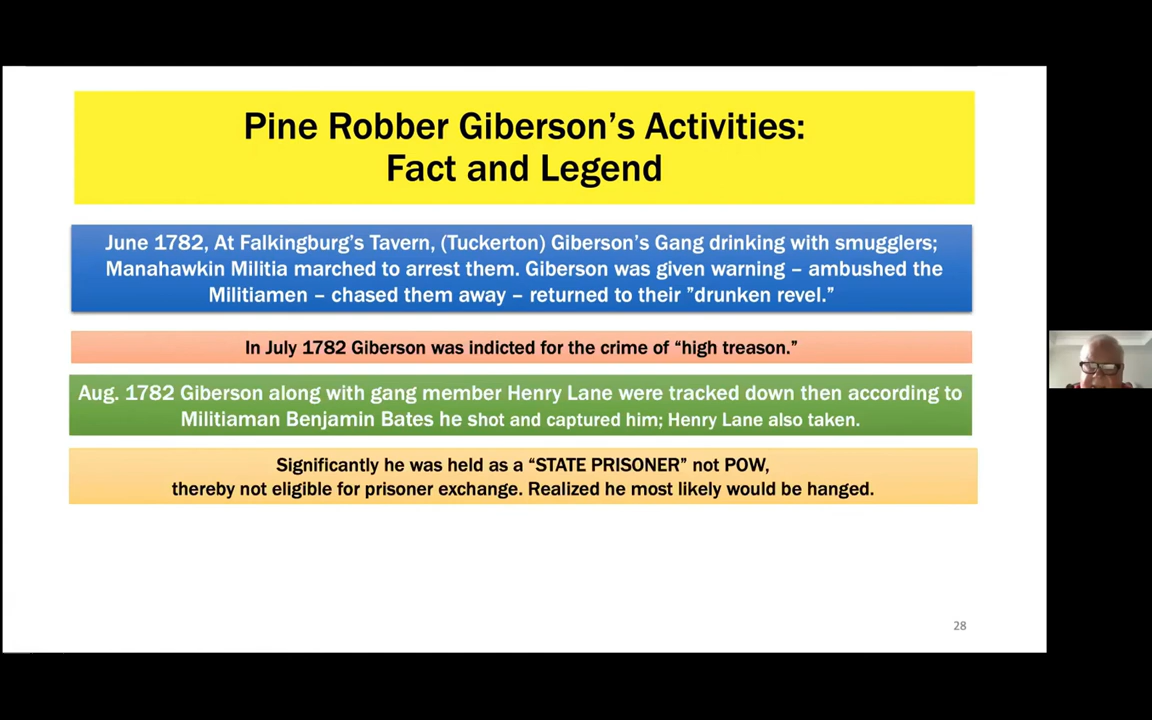 Pine Robber Giberson’s Activities:
Fact and Legend
June 1782, At Falkingburg’s Tavern, (Tuckerton) Giberson’s Gang drinking with smugglers;
Manahawkin Militia marched to arrest them. Giberson was given warning – ambushed the
Militiamen – chased them away – returned to their ”drunken revel.”
In July 1782 Giberson was indicted for the crime of “high treason.”
Aug. 1782 Giberson along with gang member Henry Lane were tracked down then according to
Militiaman Benjamin Bates he shot and captured him; Henry Lane also taken.
Significantly he was held as a “STATE PRISONER” not POW,
thereby not eligible for prisoner exchange. Realized he most likely would be hanged.
28